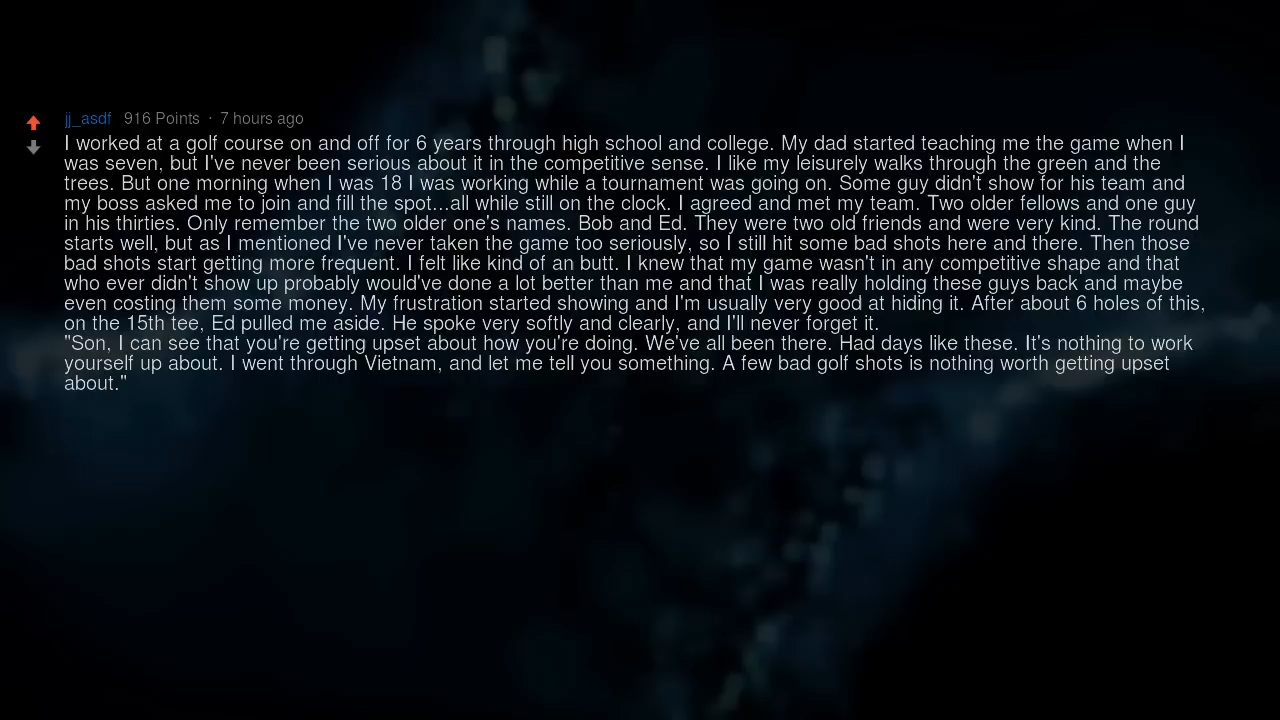 jj_asdf 916 Points · 7 hours ago
I worked at a golf course on and off for 6 years through high school and college. My dad started teaching me the game when I
was seven, but I've never been serious about it in the competitive sense. I like my leisurely walks through the green and the
trees. But one morning when I was 18 I was working while a tournament was going on. Some guy didn't show for his team and
my boss asked me to join and fill the spot...all while still on the clock. I agreed and met my team. Two older fellows and one guy
in his thirties. Only remember the two older one's names. Bob and Ed. They were two old friends and were very kind. The round
starts well, but as I mentioned I've never taken the game too seriously, so I still hit some bad shots here and there. Then those
bad shots start getting more frequent. I felt like kind of an butt. I knew that my game wasn't in any competitive shape and that
who ever didn't show up probably would've done a lot better than me and that I was really holding these guys back and maybe
even costing them some money. My frustration started showing and I'm usually very good at hiding it. After about 6 holes of this,
on the 15th tee, Ed pulled me aside. He spoke very softly and clearly, and I'll never forget it.
"Son, I can see that you're getting upset about how you're doing. We've all been there. Had days like these. It's nothing to work
yourself up about. I went through Vietnam, and let me tell you something. A few bad golf shots is nothing worth getting upset
about."